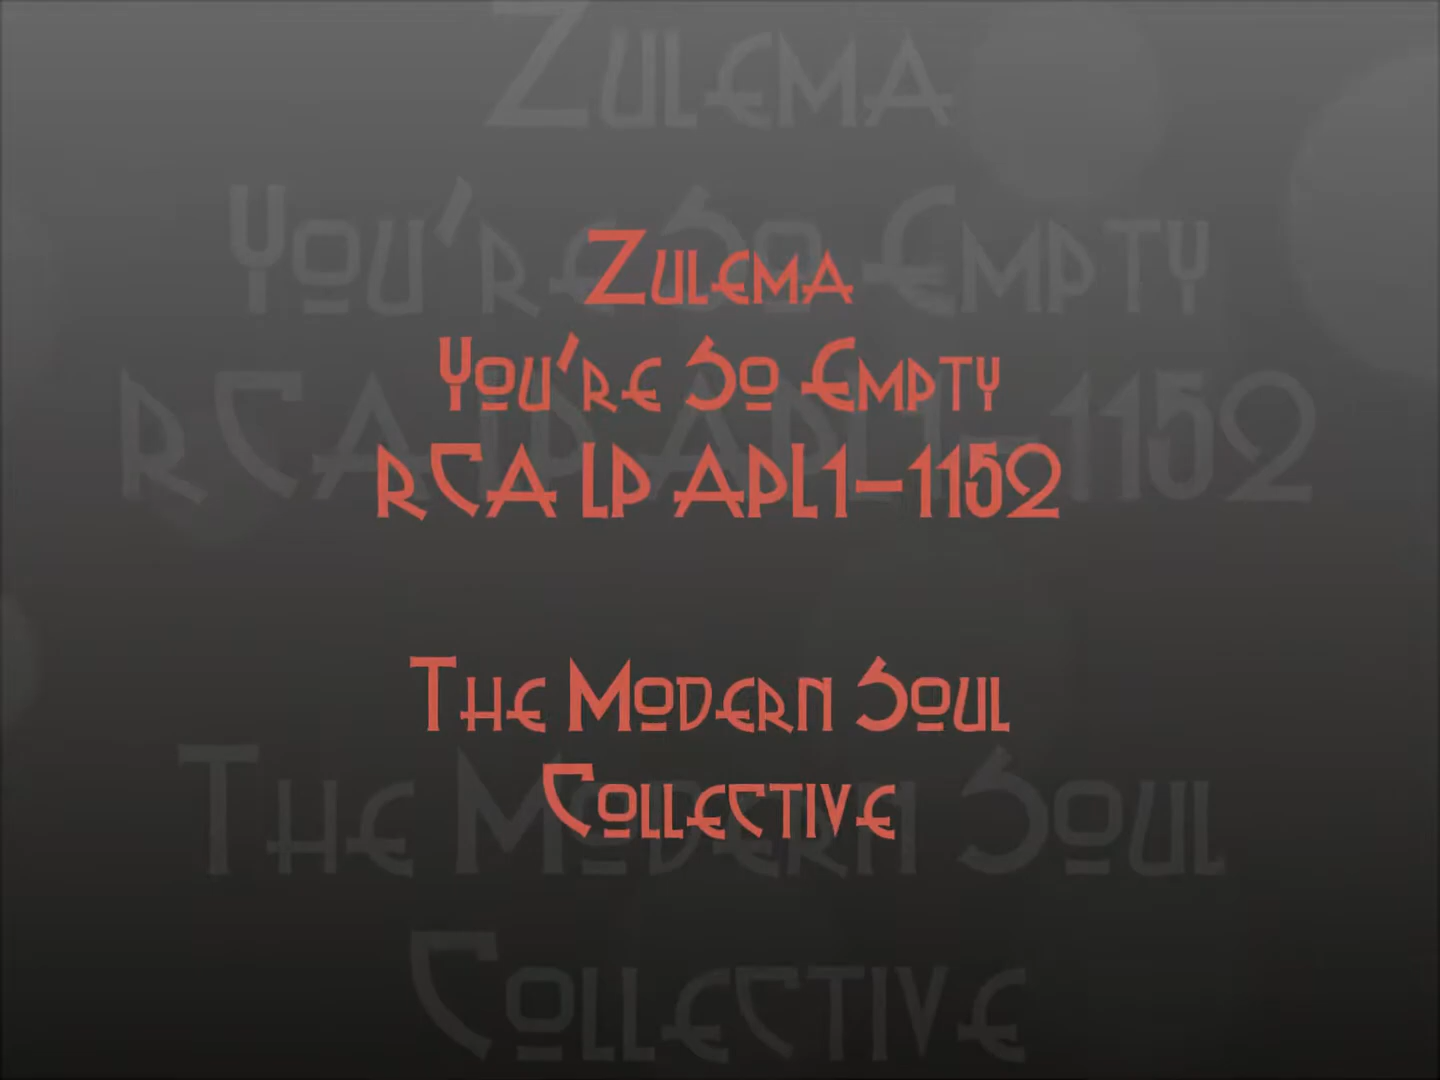 Zulema
You're So Empty
RCA LP APL1-1152
The Modern Soul
Collective